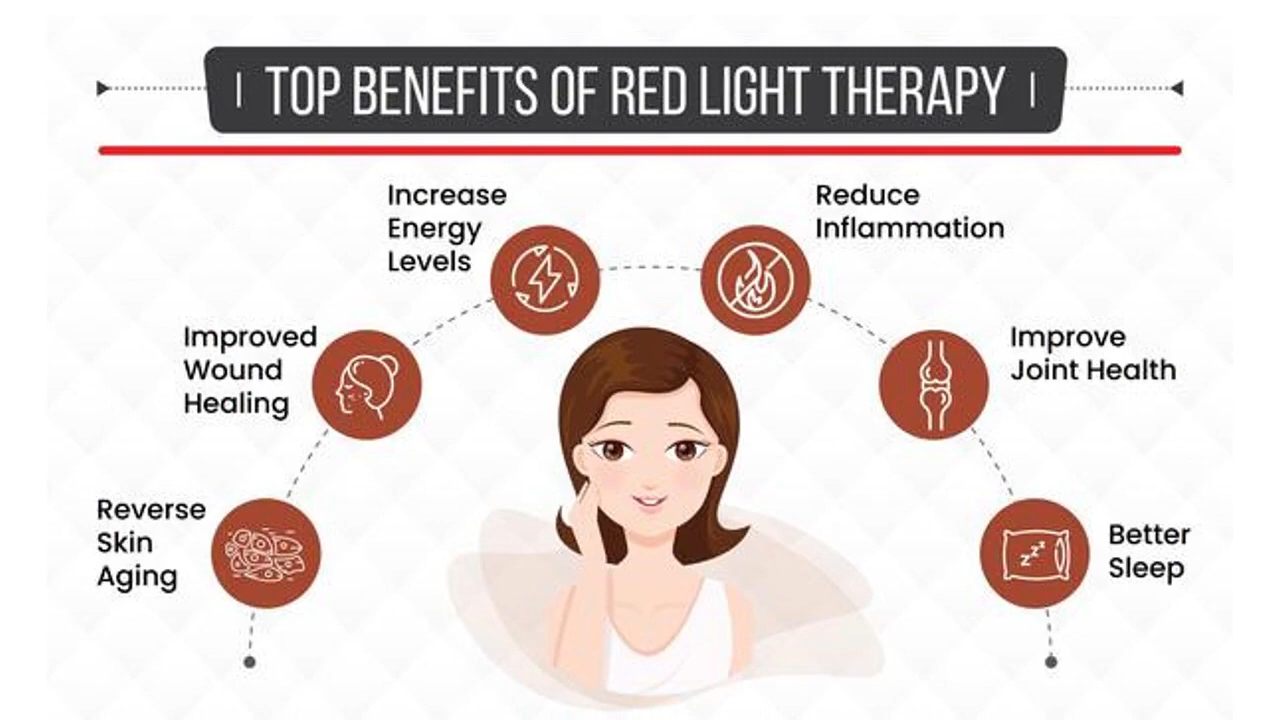 TOP BENEFITS OF RED LIGHT THERAPY
Increase
Energy
Levels
Reduce
Inflammation
Improved
Wound
Healing
Improve
Joint Health
Reverse
Skin
Aging
Better
Sleep
zzz